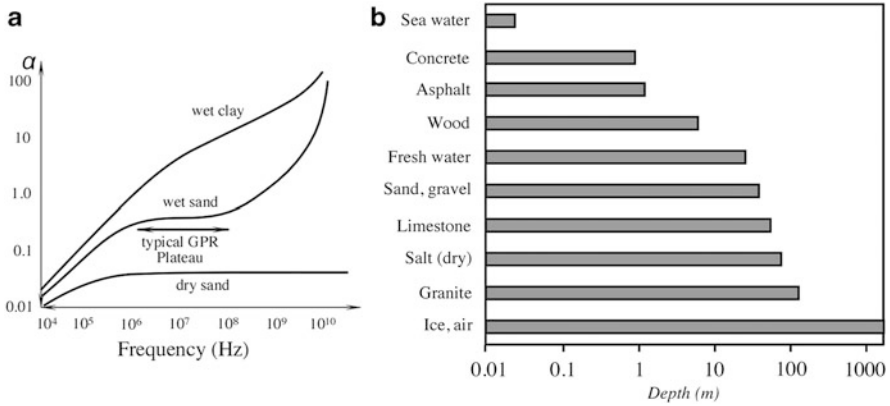 a
α
100
10
1.0
0.1
0.01
wet clay
wet sand
typical GPR
Plateau
dry sand
10⁴ 10⁵ 10⁶ 10⁷ 10⁸ 10⁹ 10¹⁰
Frequency (Hz)
b
Sea water
Concrete
Asphalt
Wood
Fresh water
Sand, gravel
Limestone
Salt (dry)
Granite
Ice, air
0.01 0.1 1 10 100 1000
Depth (m)